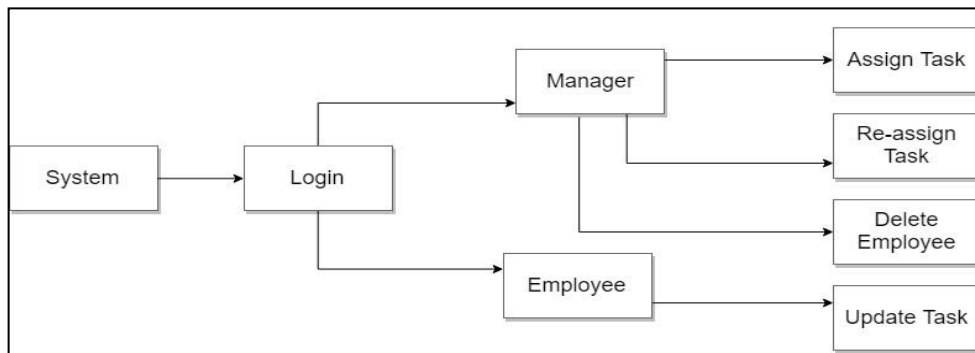 System
Login
Manager
Employee
Assign Task
Re-assign
Task
Delete
Employee
Update Task